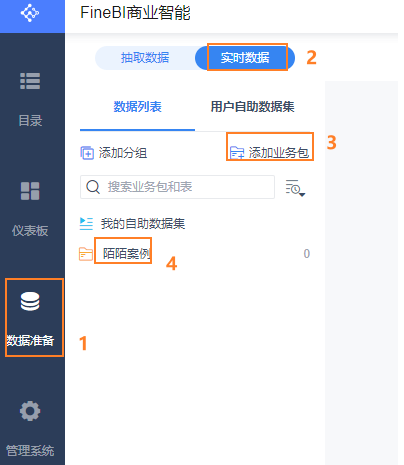 FineBI商业智能
抽取数据 实时数据 2
目录
数据列表 用户自助数据集
添加分组 添加业务包 3
搜索业务包和表
仪表板
我的自助数据集
陌陌案例 0
4
数据准备 1
管理系统